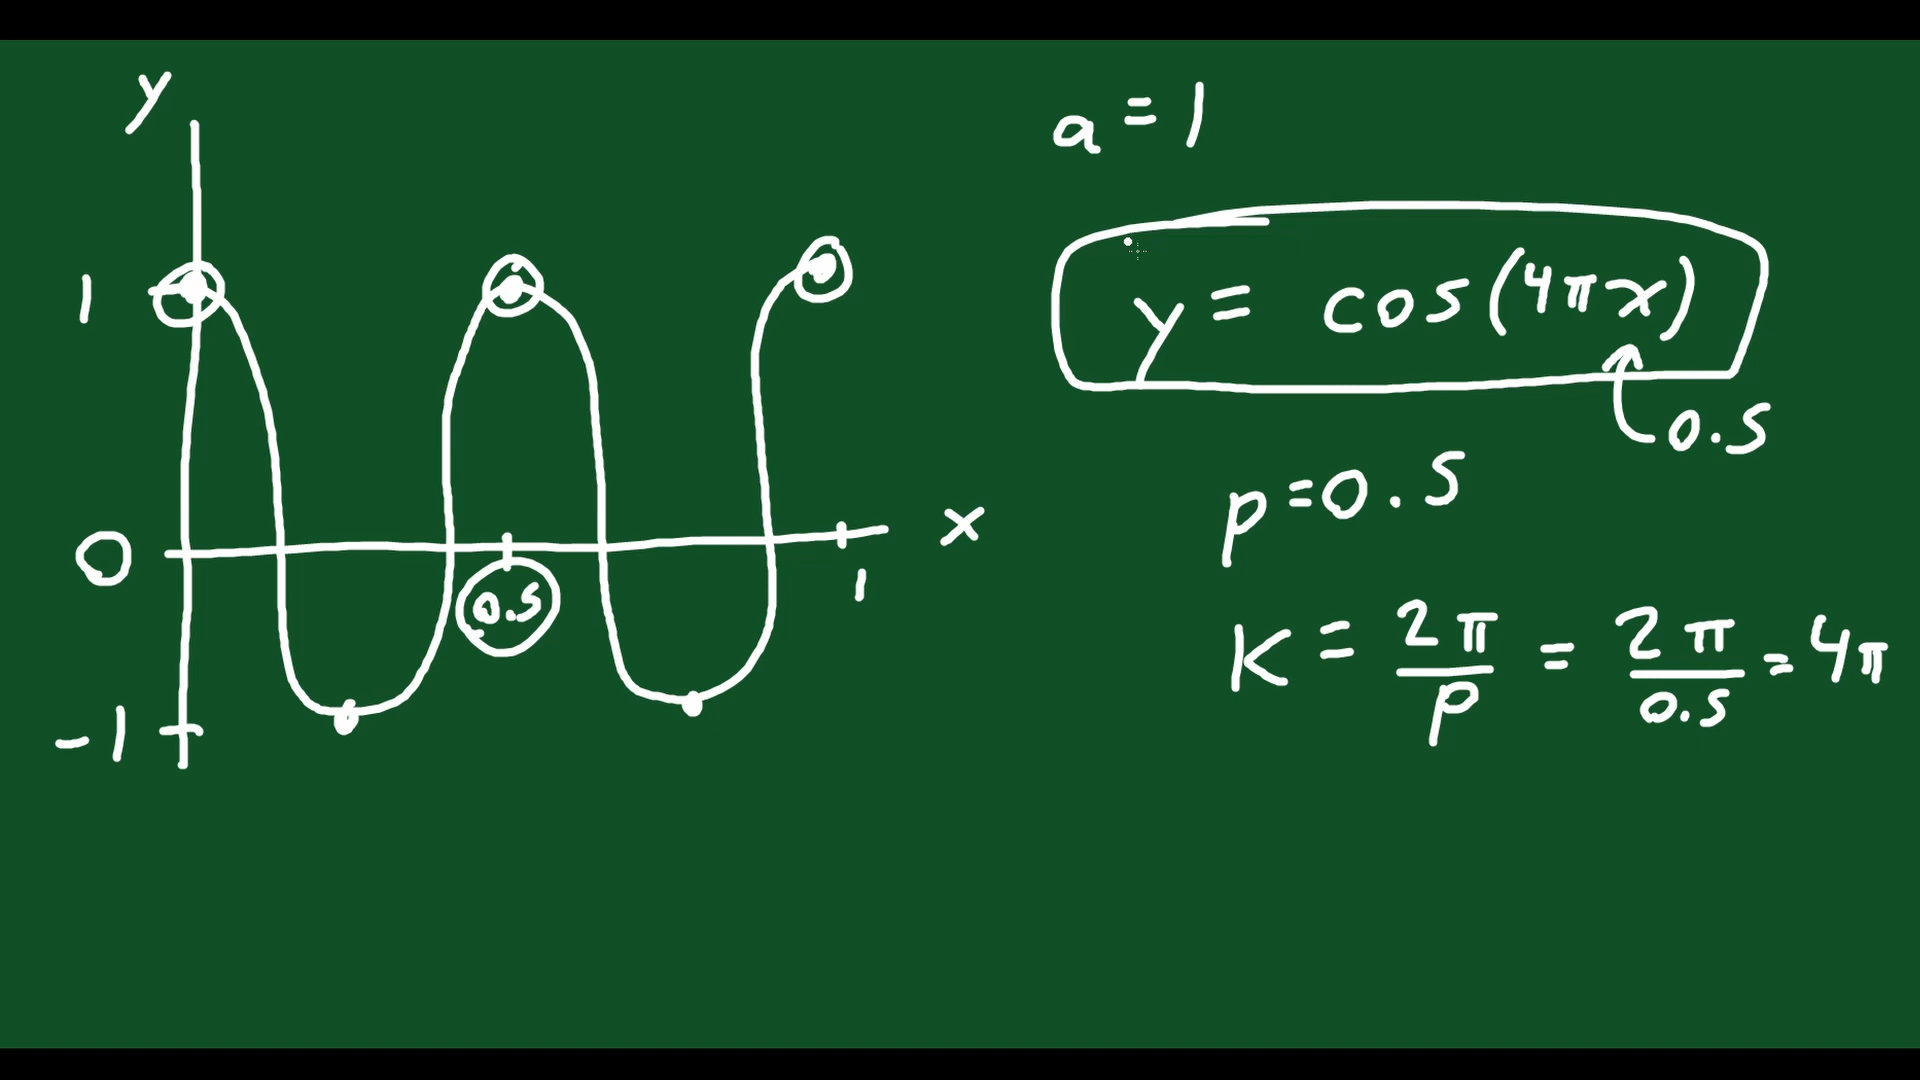 y
1
0
-1
0.5
1
x
a = 1
y = cos(4πx)
0.5
p = 0.5
K = 2π/p = 2π/0.5 = 4π